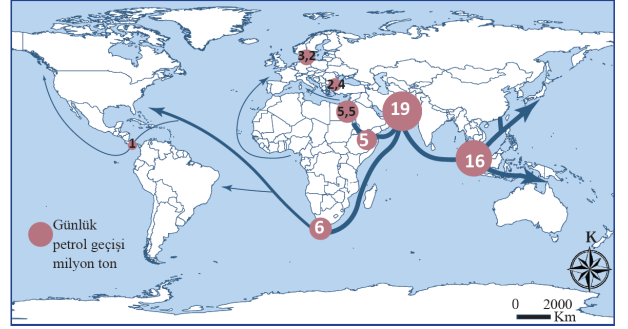 3,2
2,4
19
5,5
5
1
16
6
Günlük
petrol geçişi
milyon ton
K
0 2000
Km